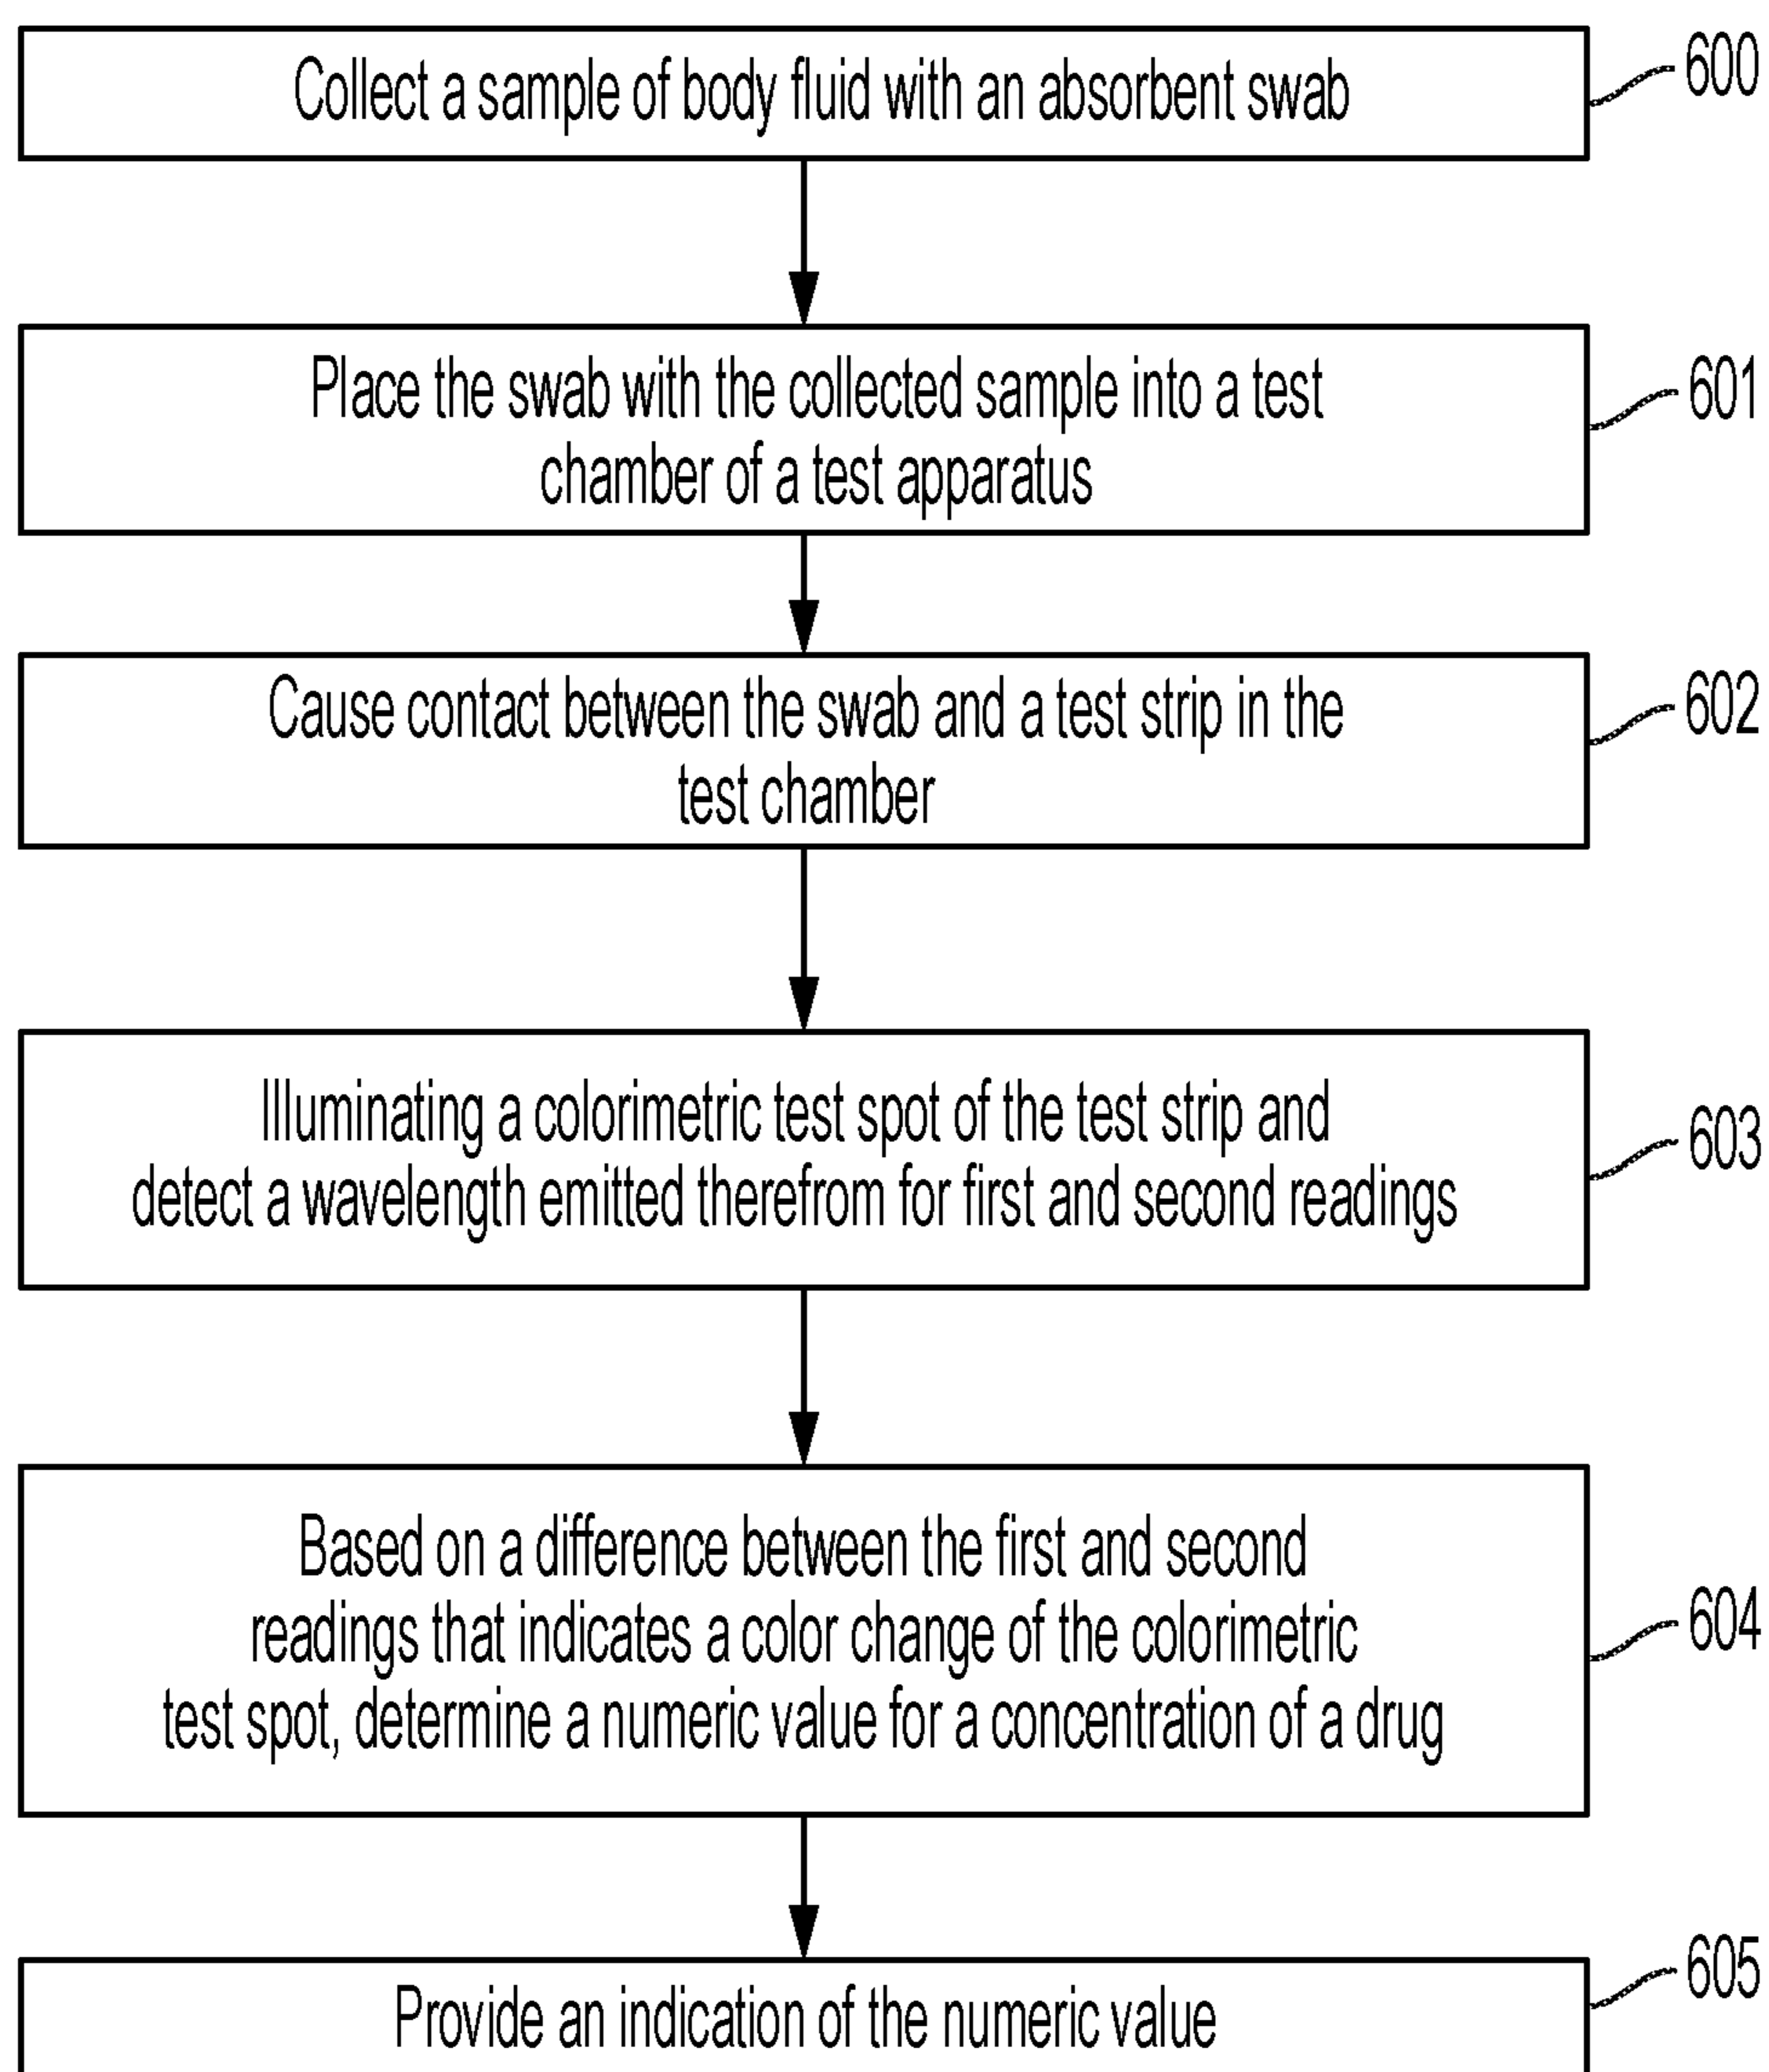 Collect a sample of body fluid with an absorbent swab
600
Place the swab with the collected sample into a test
chamber of a test apparatus
601
Cause contact between the swab and a test strip in the
test chamber
602
Illuminating a colorimetric test spot of the test strip and
detect a wavelength emitted therefrom for first and second readings
603
Based on a difference between the first and second
readings that indicates a color change of the colorimetric
test spot, determine a numeric value for a concentration of a drug
604
Provide an indication of the numeric value
605